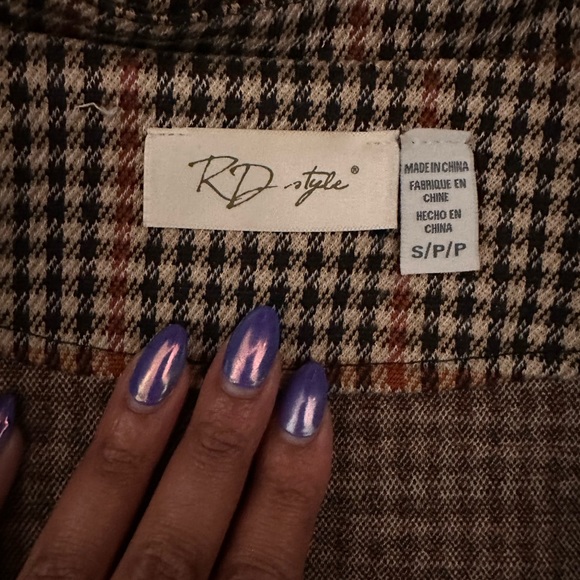 RD style®
MADE IN CHINA
FABRIQUE EN
CHINE
HECHO EN
CHINA
S/P/P